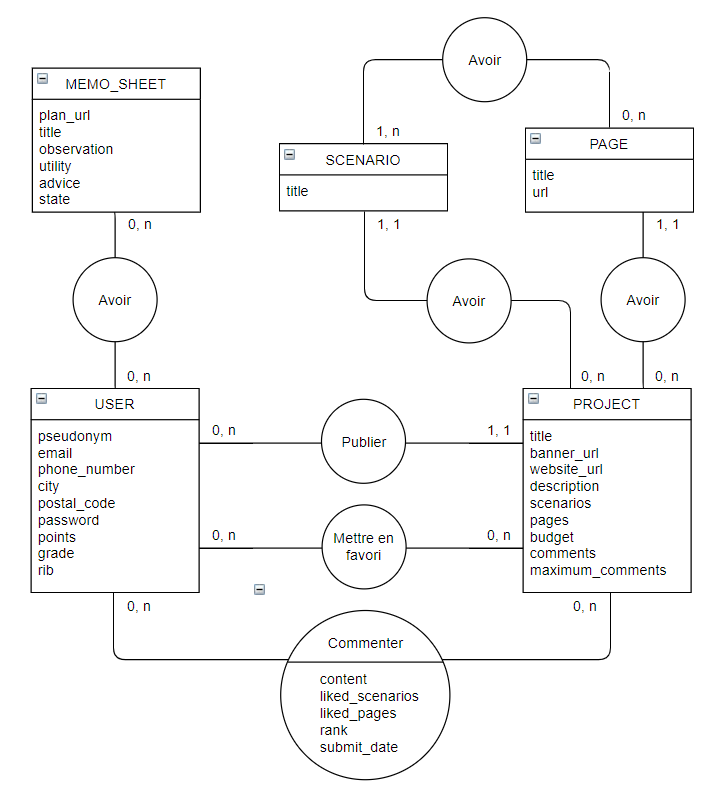 Avoir
MEMO_SHEET
plan_url
title
observation
utility
advice
state
0, n
1, n
SCENARIO
title
1, 1
0, n
PAGE
title
url
1, 1
Avoir
Avoir
Avoir
0, n
0, n
0, n
USER
pseudonym
email
phone_number
city
postal_code
password
points
grade
rib
0, n
Publier
1, 1
0, n
Mettre en
favori
0, n
PROJECT
title
banner_url
website_url
description
scenarios
pages
budget
comments
maximum_comments
0, n
0, n
Commenter
content
liked_scenarios
liked_pages
rank
submit_date